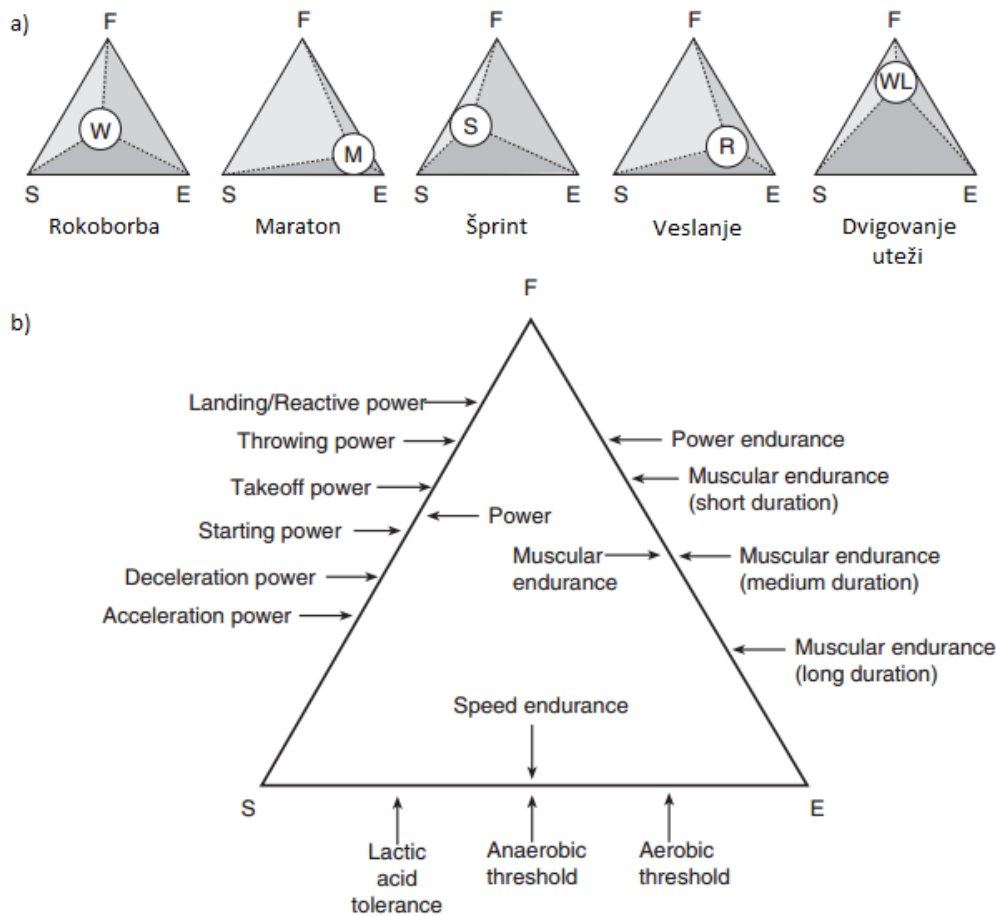 a)
F
F
F
F
F
W
M
S
R
WL
S
E
S
E
S
E
S
E
S
E
Rokoborba
Maraton
Šprint
Veslanje
Dvigovanje
uteži
b)
F
Landing/Reactive power
Throwing power
Takeoff power
Starting power
Deceleration power
Acceleration power
Power
Muscular
endurance
Power endurance
Muscular endurance
(short duration)
Muscular endurance
(medium duration)
Muscular endurance
(long duration)
Speed endurance
S
E
Lactic
acid
tolerance
Anaerobic
threshold
Aerobic
threshold